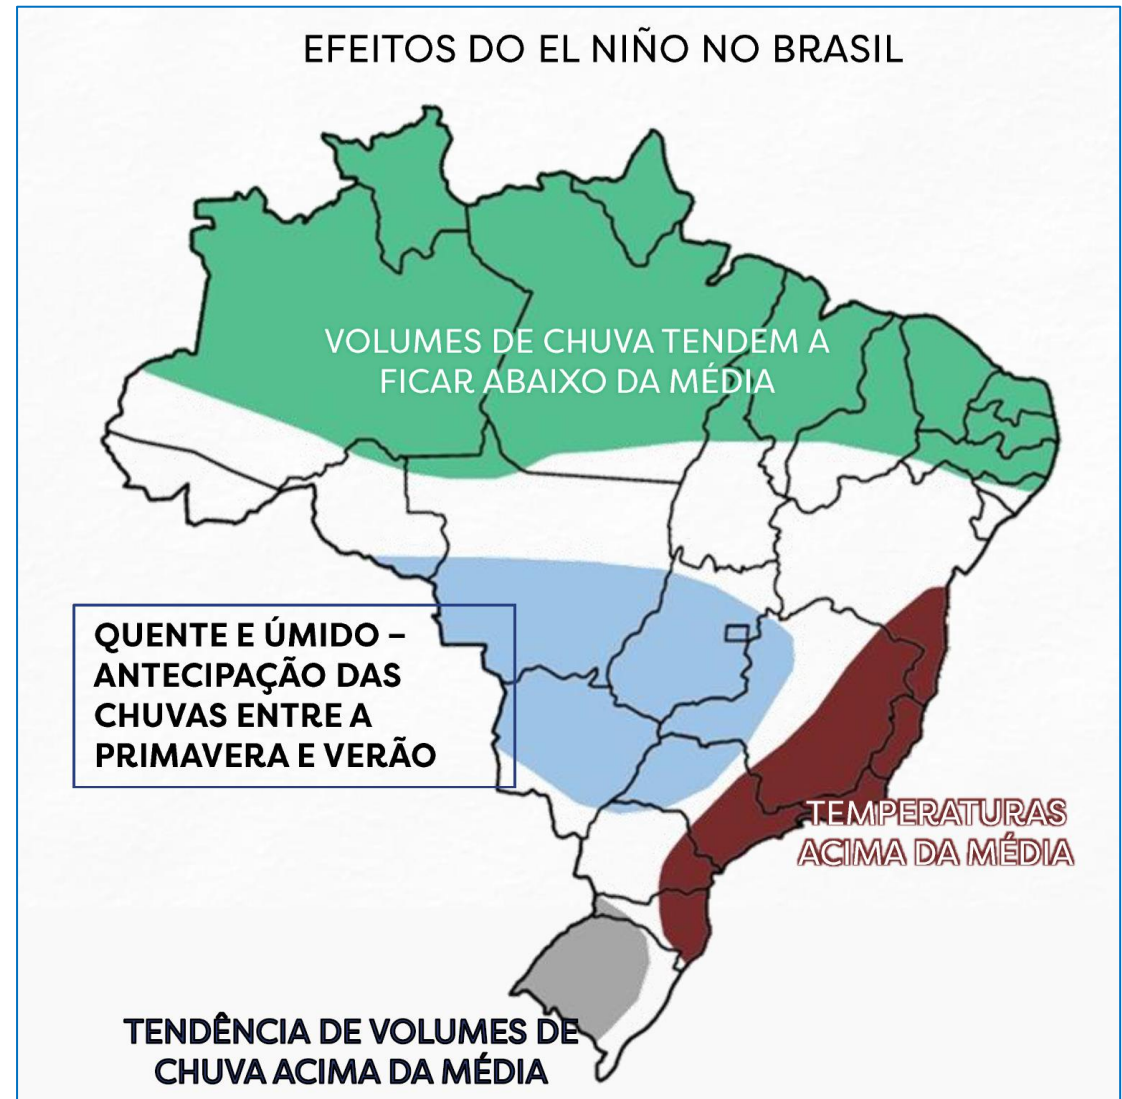 EFEITOS DO EL NIÑO NO BRASIL
VOLUMES DE CHUVA TENDEM A
FICAR ABAIXO DA MÉDIA
QUENTE E ÚMIDO –
ANTECIPAÇÃO DAS
CHUVAS ENTRE A
PRIMAVERA E VERÃO
TEMPERATURAS
ACIMA DA MÉDIA
TENDÊNCIA DE VOLUMES DE
CHUVA ACIMA DA MÉDIA